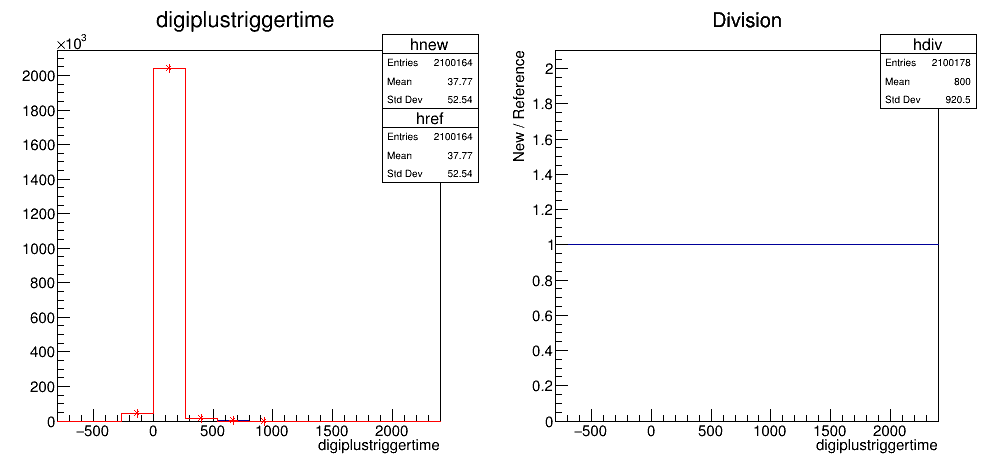 digiplustriggertime
×10³
hnew
Entries 2100164
Mean 37.77
Std Dev 52.54
href
Entries 2100164
Mean 37.77
Std Dev 52.54
2000
1800
1600
1400
1200
1000
800
600
400
200
0
−500 0 500 1000 1500 2000
digiplustriggertime
Division
hdiv
Entries 2100178
Mean 800
Std Dev 920.5
New / Reference
2
1.8
1.6
1.4
1.2
1
0.8
0.6
0.4
0.2
0
−500 0 500 1000 1500 2000
digiplustriggertime